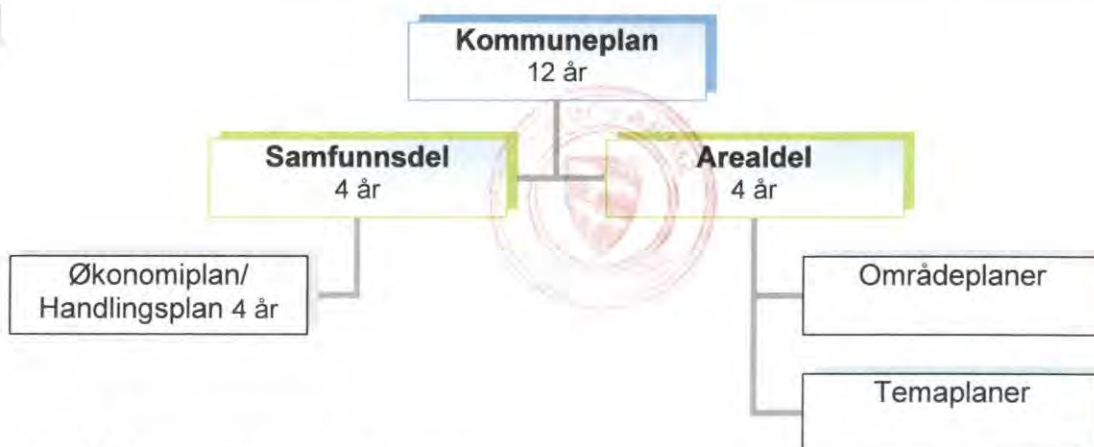 Kommuneplan
12 år
Samfunnsdel
4 år
Arealdel
4 år
Økonomiplan/
Handlingsplan 4 år
Områdeplaner
Temaplaner